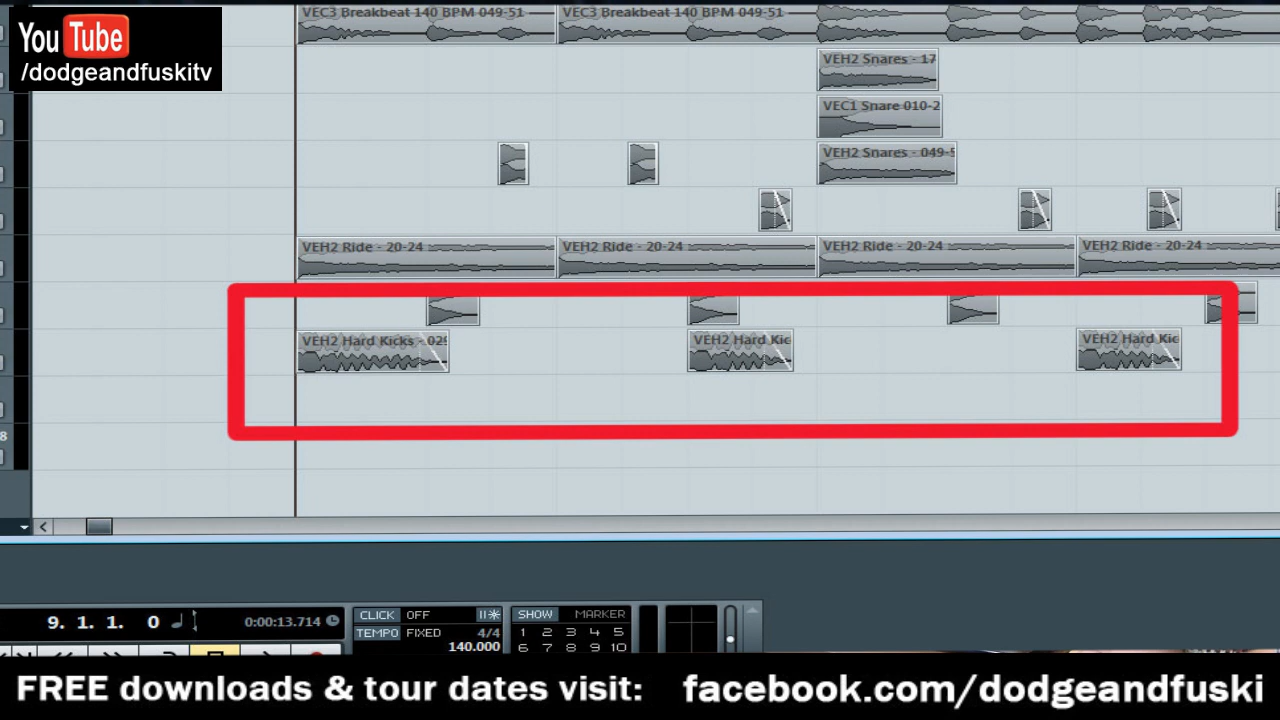 VEC3 Breakbeat 140 BPM 049-51 VEC3 Breakbeat 140 BPM 049-51
You Tube
/dodgeandfuskitv
VEH2 Snares - 17
VEC1 Snare 010-2
VEH2 Snares - 049-5
VEH2 Ride - 20-24 VEH2 Ride - 20-24 VEH2 Ride - 20-24 VEH2 Ride - 20-24
VEH2 Hard Kicks - 029 VEH2 Hard Kic VEH2 Hard Kic
8
9. 1. 1. 0 0:00:13.714
CLICK OFF
TEMPO FIXED 4/4
140.000
SHOW MARKER
1 2 3 4 5
6 7 8 9 10
FREE downloads & tour dates visit: facebook.com/dodgeandfuski